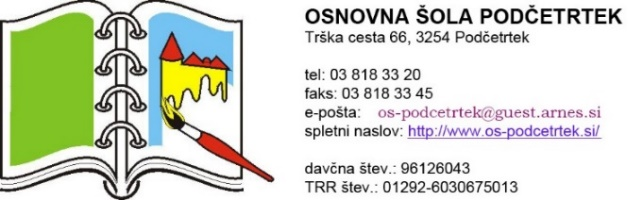 OSNOVNA ŠOLA PODČETRTEK
Trška cesta 66, 3254 Podčetrtek
tel: 03 818 33 20
faks: 03 818 33 45
e-pošta: os-podcetrtek@guest.arnes.si
spletni naslov: http://www.os-podcetrtek.si/
davčna štev.: 96126043
TRR štev.: 01292-6030675013